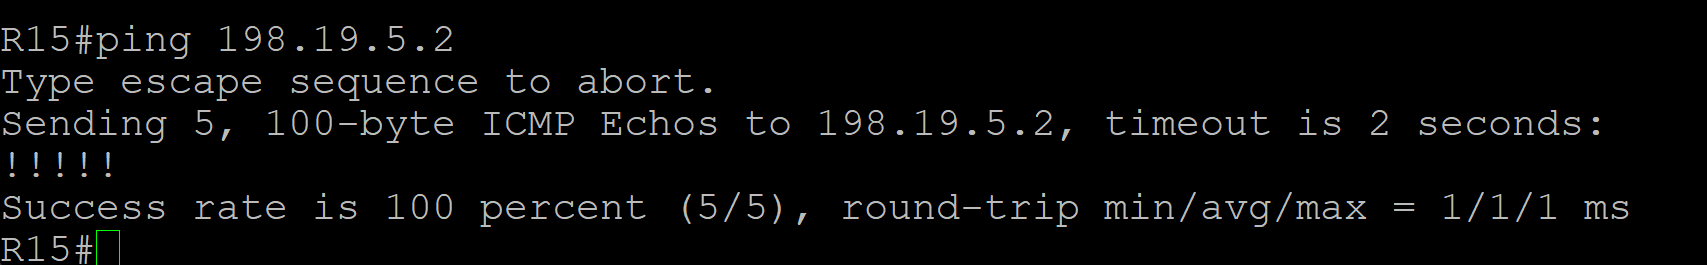 R15#ping 198.19.5.2
Type escape sequence to abort.
Sending 5, 100-byte ICMP Echos to 198.19.5.2, timeout is 2 seconds:
!!!!!
Success rate is 100 percent (5/5), round-trip min/avg/max = 1/1/1 ms
R15#